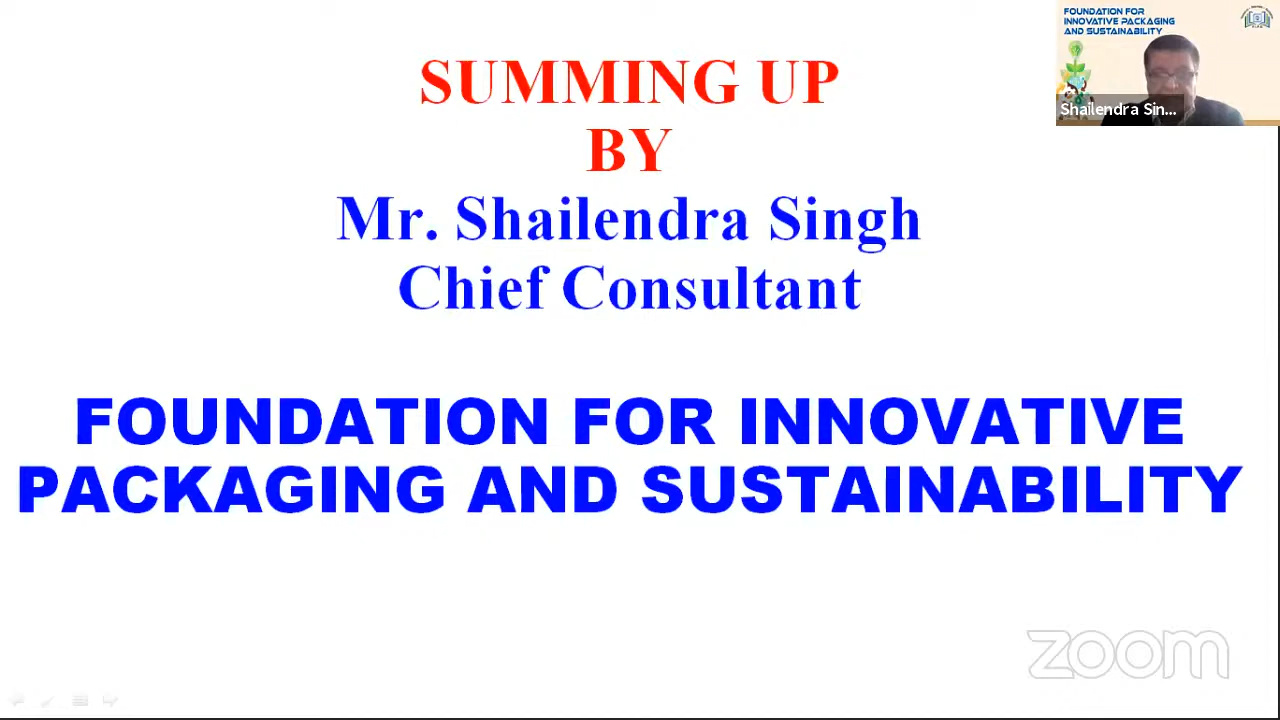 SUMMING UP
BY
Mr. Shailendra Singh
Chief Consultant
FOUNDATION FOR INNOVATIVE
PACKAGING AND SUSTAINABILITY
FOUNDATION FOR
INNOVATIVE PACKAGING
AND SUSTAINABILITY
Shailendra Sin...
zoom